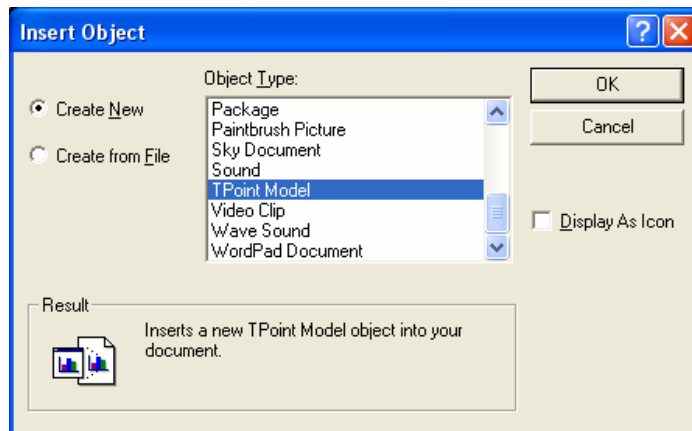 Insert Object
Object Type:
Create New
Create from File
Package
Paintbrush Picture
Sky Document
Sound
TPoint Model
Video Clip
Wave Sound
WordPad Document
OK
Cancel
Display As Icon
Result
Inserts a new TPoint Model object into your
document.